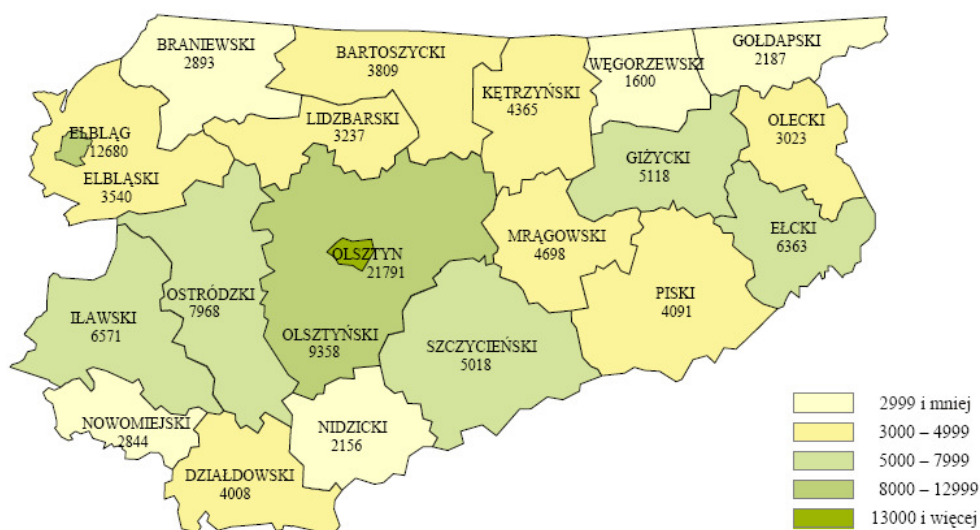 BRANIEWSKI
2893
BARTOSZYCKI
3809
KĘTRZYŃSKI
4365
WĘGORZEWSKI
1600
GOŁDAPSKI
2187
LIDZBARSKI
3237
ELBLĄG
12680
ELBLĄSKI
3540
GIŻYCKI
5118
OLECKI
3023
EŁCKI
6363
MRĄGOWSKI
4698
OLSZTYN
21791
PISKI
4091
OSTRÓDZKI
7968
IŁAWSKI
6571
OLSZTYŃSKI
9358
SZCZYCIEŃSKI
5018
NOWOMIEJSKI
2844
NIDZICKI
2156
DZIAŁDOWSKI
4008
2999 i mniej
3000 – 4999
5000 – 7999
8000 – 12999
13000 i więcej